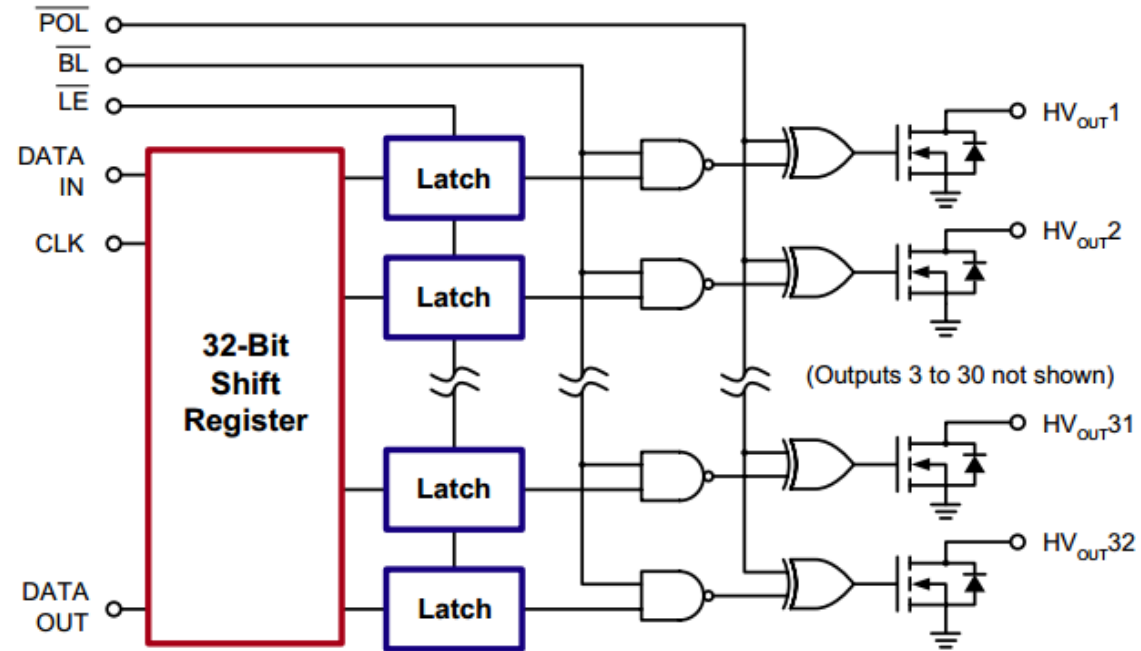 POL
BL
LE
DATA
IN
CLK
32-Bit
Shift
Register
DATA
OUT
Latch
Latch
Latch
Latch
HVOUT1
HVOUT2
(Outputs 3 to 30 not shown)
HVOUT31
HVOUT32